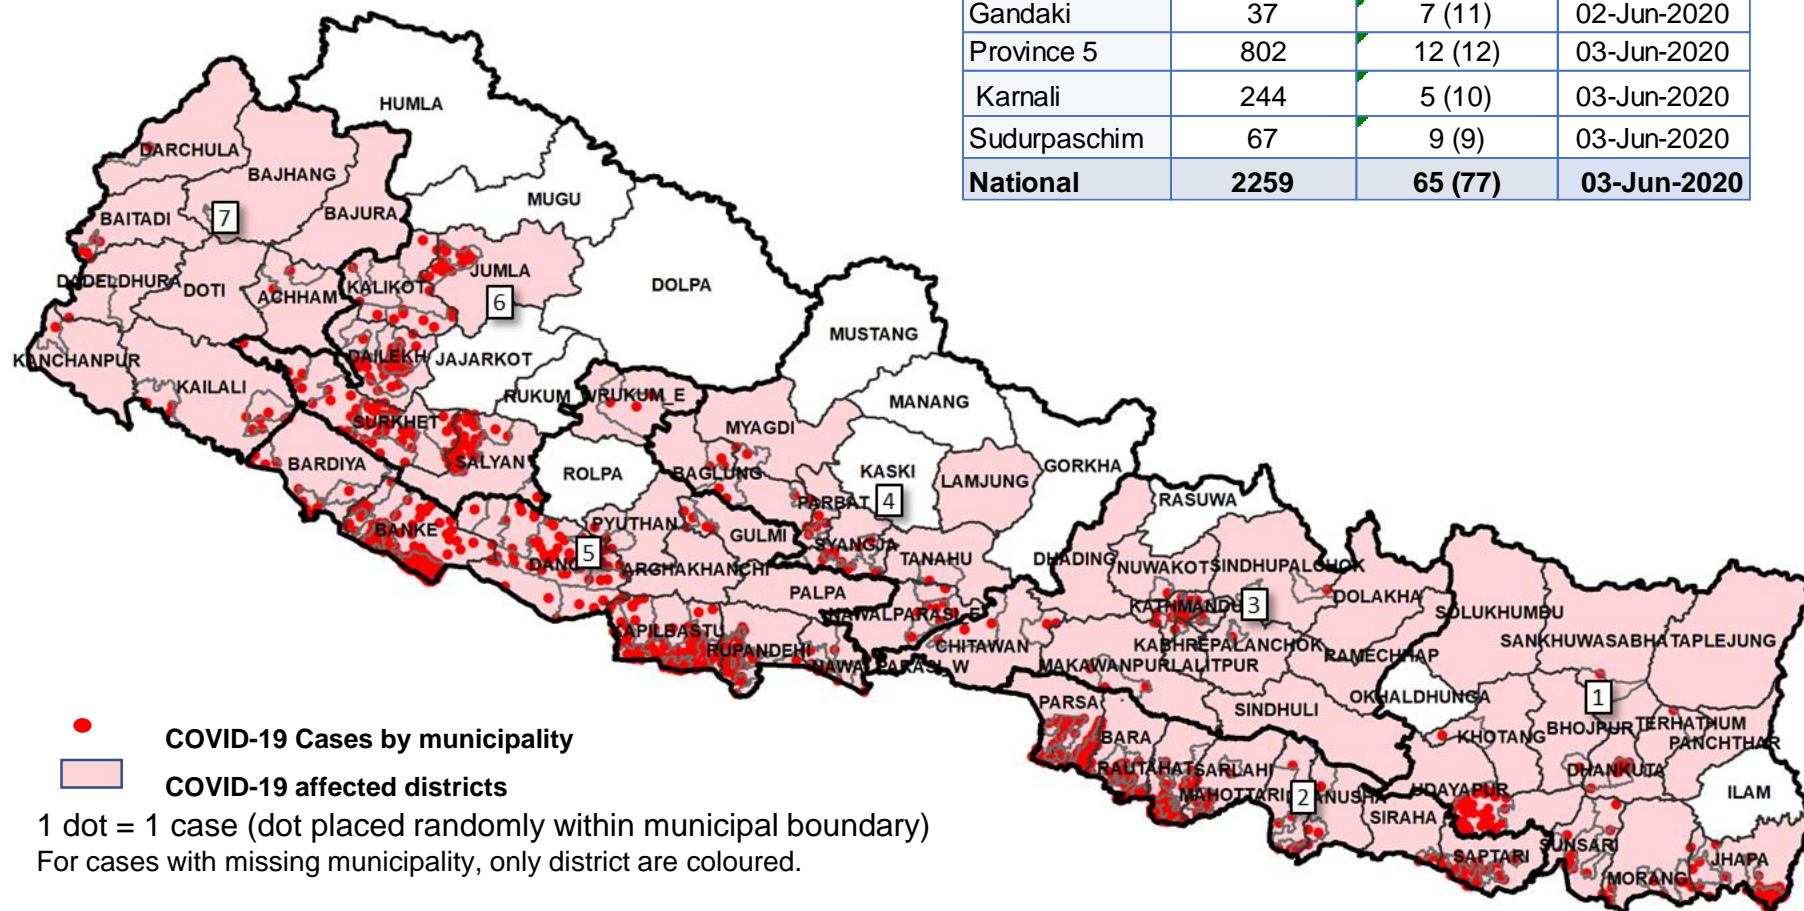 Gandaki 37 7 (11) 02-Jun-2020
Province 5 802 12 (12) 03-Jun-2020
Karnali 244 5 (10) 03-Jun-2020
Sudurpaschim 67 9 (9) 03-Jun-2020
National 2259 65 (77) 03-Jun-2020
HUMLA
DARCHULA
BAJHANG
MUGU
BAJURA
BAITADI
7
JUMLA
DADELDHURA
DOTI
ACHHAM
KALIKOT
DOLPA
6
MUSTANG
KANCHANPUR
DAILEKH
JAJARKOT
KAILALI
RUKUM_W
RUKUM_E
MANANG
SURKHET
MYAGDI
BARDIYA
SALYAN
ROLPA
BAGLUNG
KASKI
LAMJUNG
GORKHA
4
PARBAT
RASUWA
BANKE
PYUTHAN
GULMI
SYANGJA
TANAHU
5
DANG
ARGHAKHANCHI
DHADING
NUWAKOT
SINDHUPALCHOK
PALPA
DOLAKHA
NAWALPARASI_E
KATHMANDU
3
SOLUKHUMBU
KAPILBASTU
RUPANDEHI
CHITAWAN
KABHREPALANCHOK
SANKHUWASABHA
TAPLEJUNG
NAWALPARASI_W
MAKAWANPUR
LALITPUR
RAMECHHAP
PARSA
SINDHULI
OKHALDHUNGA
1
BHOJPUR
TERHATHUM
BARA
KHOTANG
PANCHTHAR
RAUTAHAT
SARLAHI
DHANKUTA
MAHOTTARI
2
DHANUSHA
UDAYAPUR
ILAM
SIRAHA
SUNSARI
SAPTARI
JHAPA
MORANG
COVID-19 Cases by municipality
COVID-19 affected districts
1 dot = 1 case (dot placed randomly within municipal boundary)
For cases with missing municipality, only district are coloured.